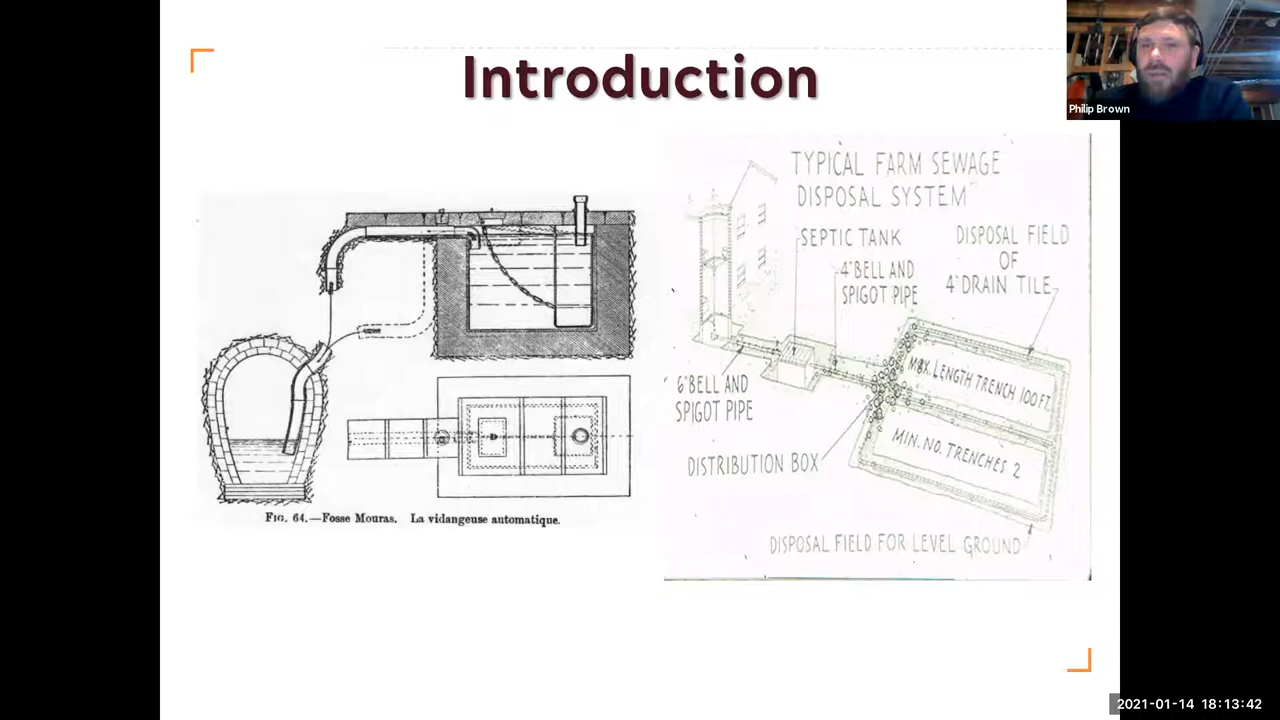 Introduction
Philip Brown
FIG. 64.—Fosse Mouras. La vidangeuse automatique.
TYPICAL FARM SEWAGE
DISPOSAL SYSTEM
SEPTIC TANK
4" BELL AND
SPIGOT PIPE
DISPOSAL FIELD
OF
4" DRAIN TILE
6" BELL AND
SPIGOT PIPE
MAX. LENGTH TRENCH 100 FT.
MIN. NO. TRENCHES 2
DISTRIBUTION BOX
DISPOSAL FIELD FOR LEVEL GROUND
2021-01-14 18:13:42